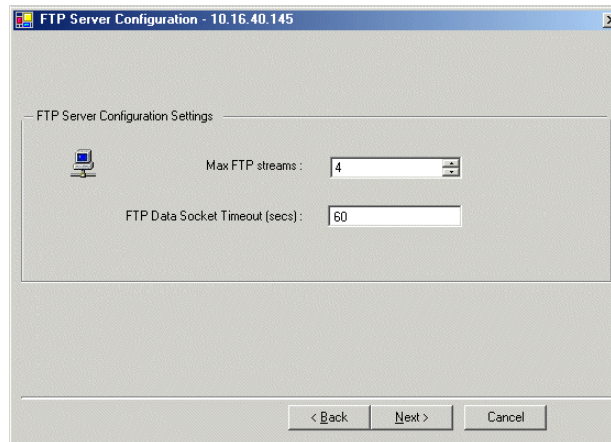 FTP Server Configuration - 10.16.40.145
FTP Server Configuration Settings
Max FTP streams :
4
FTP Data Socket Timeout (secs) :
60
< Back
Next >
Cancel